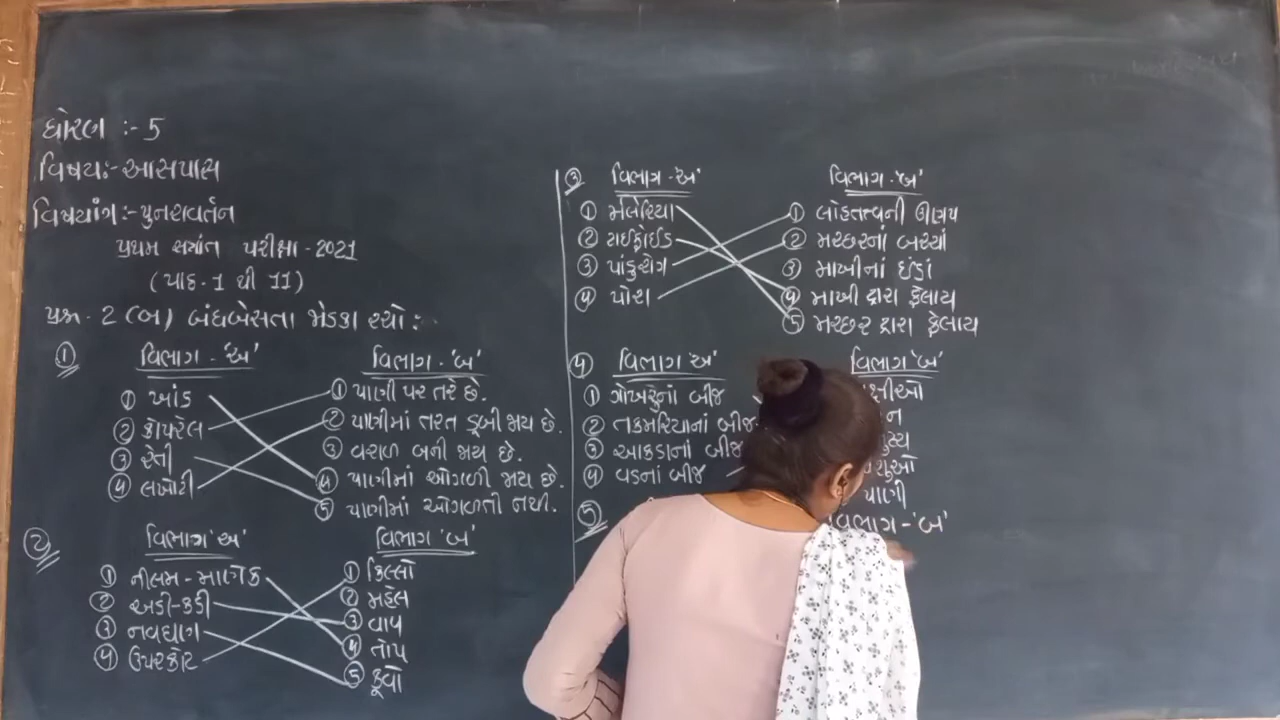 ધોરણ :- 5
વિષય:- આસપાસ
વિષયાંગ:- પુનરાવર્તન
પ્રથમ સત્રાંત પરીક્ષા - 2021
(પાઠ - 1 થી 11)
પ્રશ્ન - 2 (બ) બંધબેસતા જોડકા રચો :-
① વિભાગ - 'અ' વિભાગ - 'બ'
① ખાંડ ① પાણી પર તરે છે.
② કોપરેલ ② પાણીમાં તરત ડૂબી જાય છે.
③ રેતી ③ વરાળ બની જાય છે.
④ લખોટી ④ પાણીમાં ઓગળી જાય છે.
⑤ પાણીમાં ઓગળતી નથી.
② વિભાગ 'અ' વિભાગ 'બ'
① નીલમ - માણેક ① કિલ્લો
② અડી-કડી ② મહેલ
③ નવઘણ ③ વાવ
④ ઉપરકોટ ④ તોપ
⑤ કૂવો
③ વિભાગ - 'અ' વિભાગ - 'બ'
① મેલેરિયા ① લોહતત્વની ઊણપ
② ટાઈફોઈડ ② મચ્છરનાં બચ્ચાં
③ પાંડુરોગ ③ માખીનાં ઈંડાં
④ પોરા ④ માખી દ્વારા ફેલાય
⑤ મચ્છર દ્વારા ફેલાય
④ વિભાગ 'અ' વિભાગ 'બ'
① ગોખરુંનાં બીજ
② તકમરિયાનાં બીજ
③ આકડાનાં બીજ
④ વડનાં બીજ
પાણી
⑤ વિભાગ - 'બ'